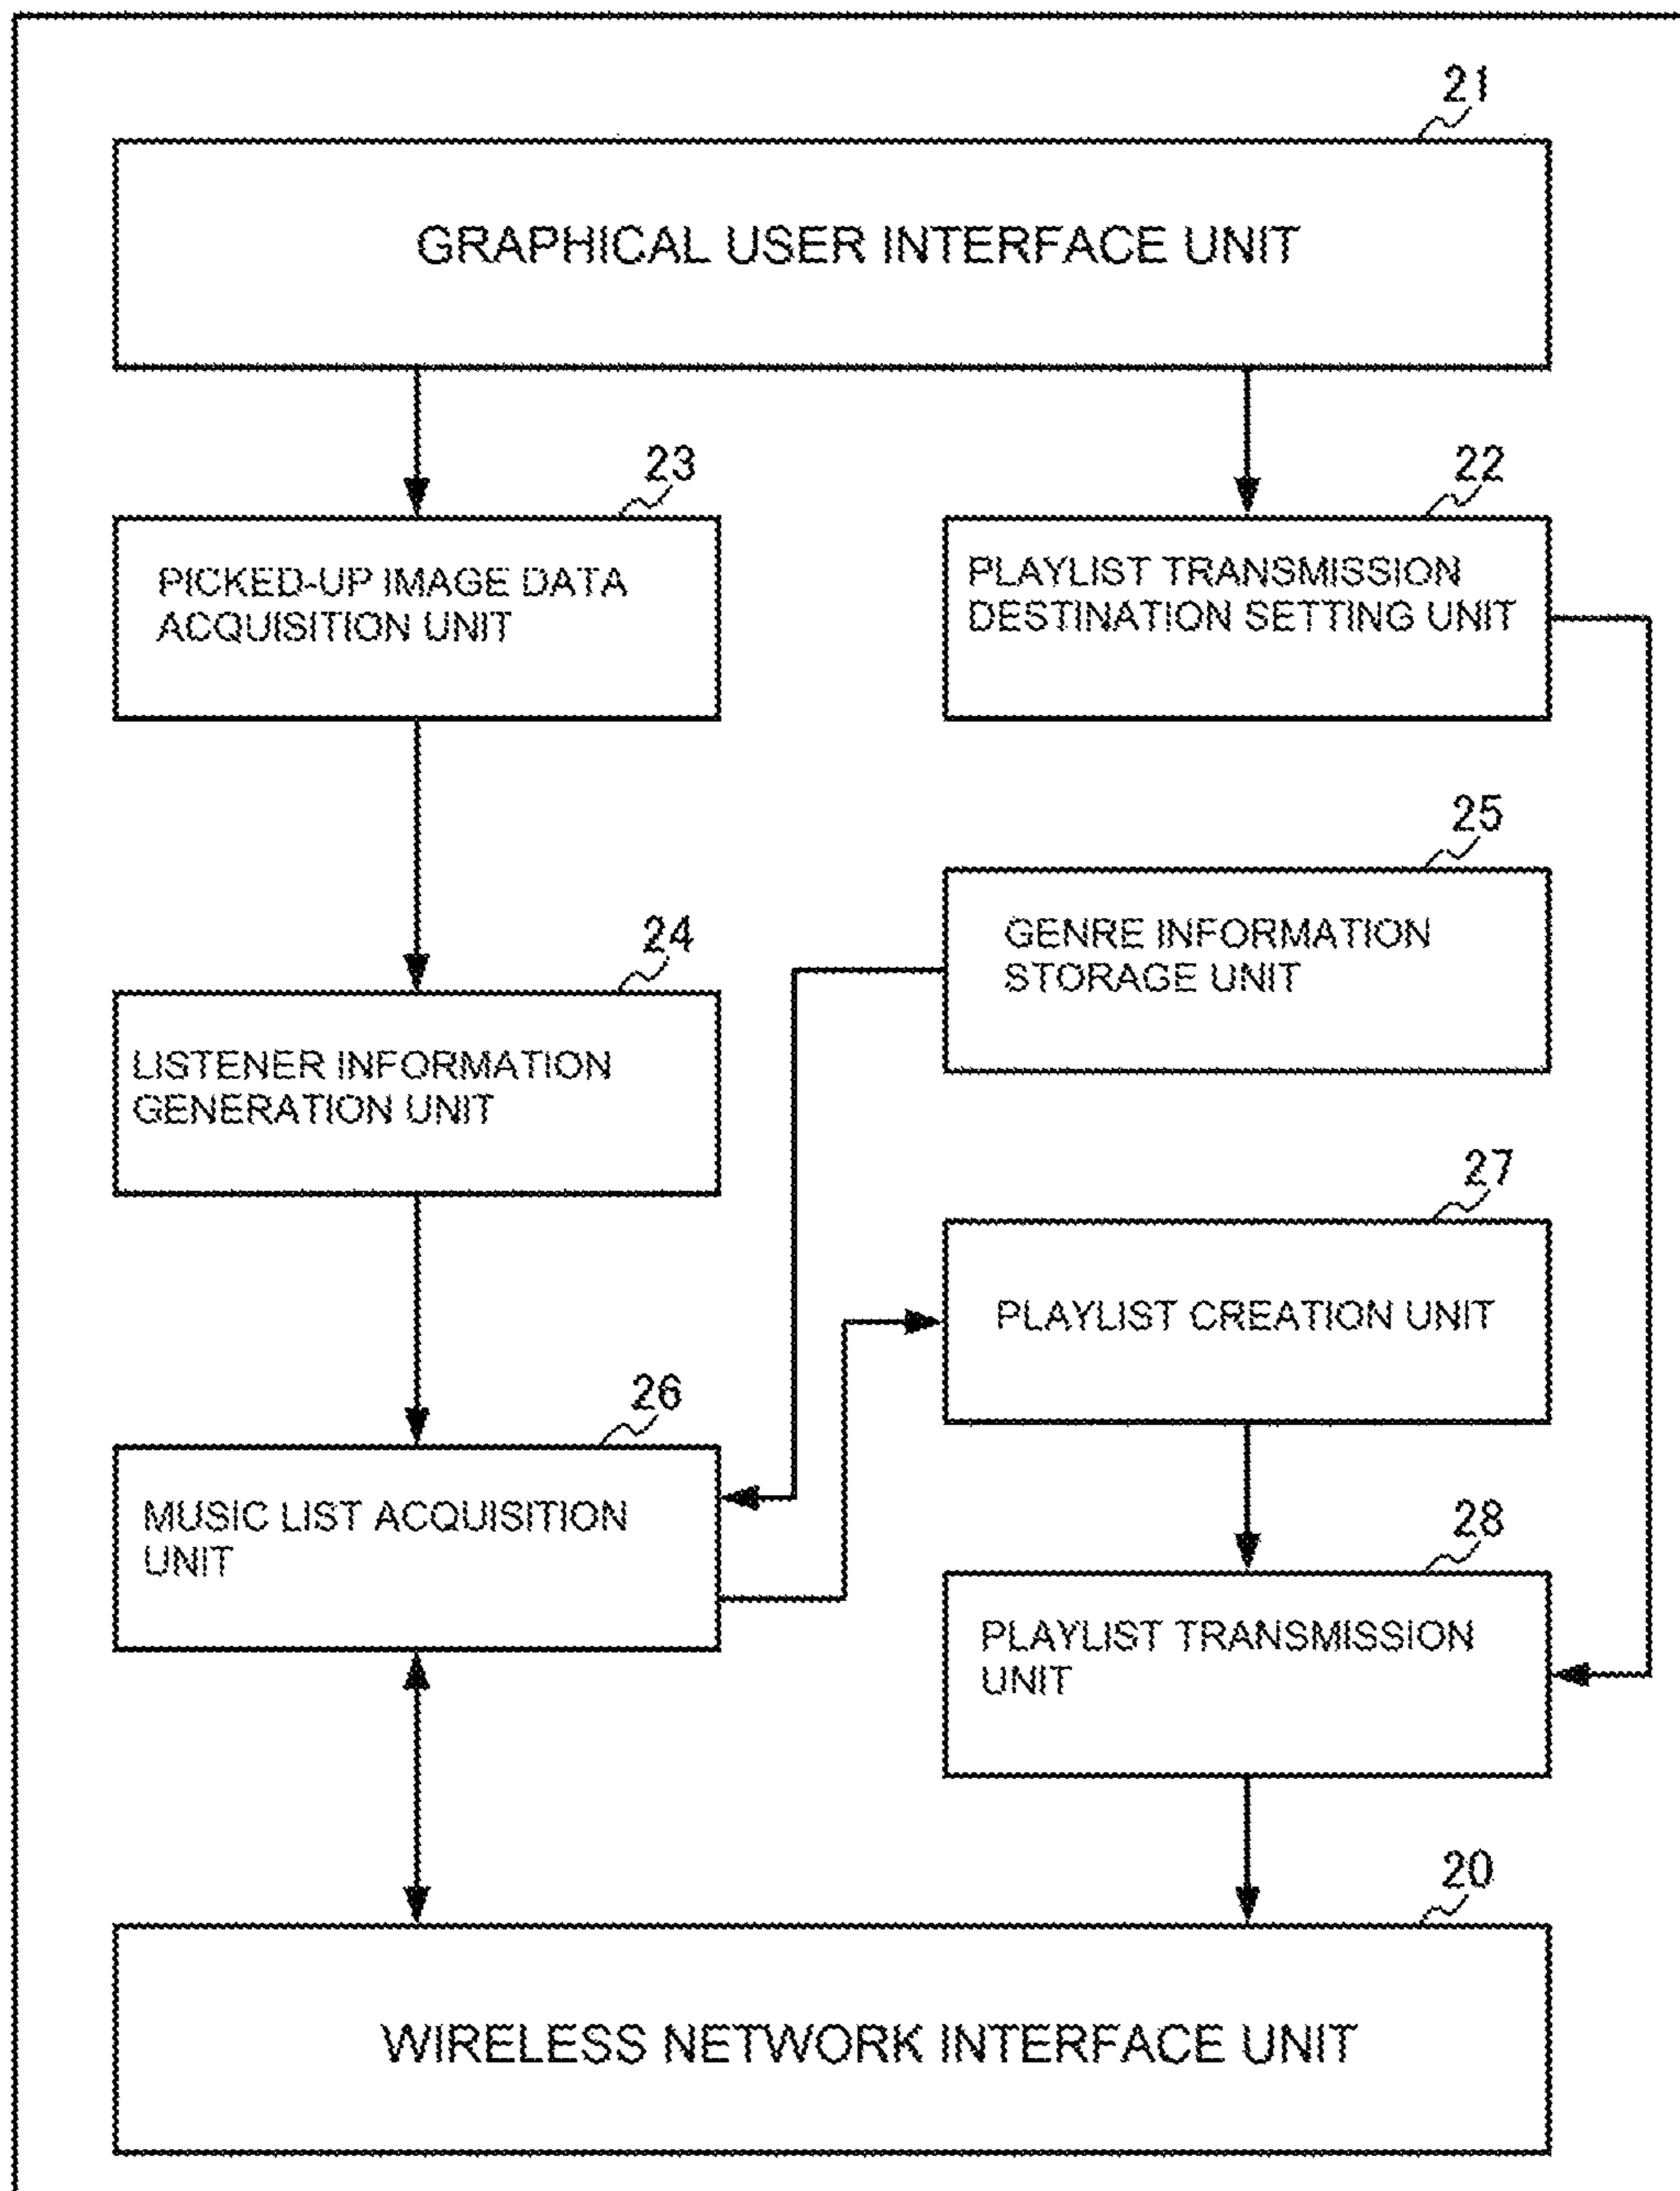 21
GRAPHICAL USER INTERFACE UNIT
23
PICKED-UP IMAGE DATA
ACQUISITION UNIT
22
PLAYLIST TRANSMISSION
DESTINATION SETTING UNIT
25
GENRE INFORMATION
STORAGE UNIT
24
LISTENER INFORMATION
GENERATION UNIT
27
PLAYLIST CREATION UNIT
26
MUSIC LIST ACQUISITION
UNIT
28
PLAYLIST TRANSMISSION
UNIT
20
WIRELESS NETWORK INTERFACE UNIT